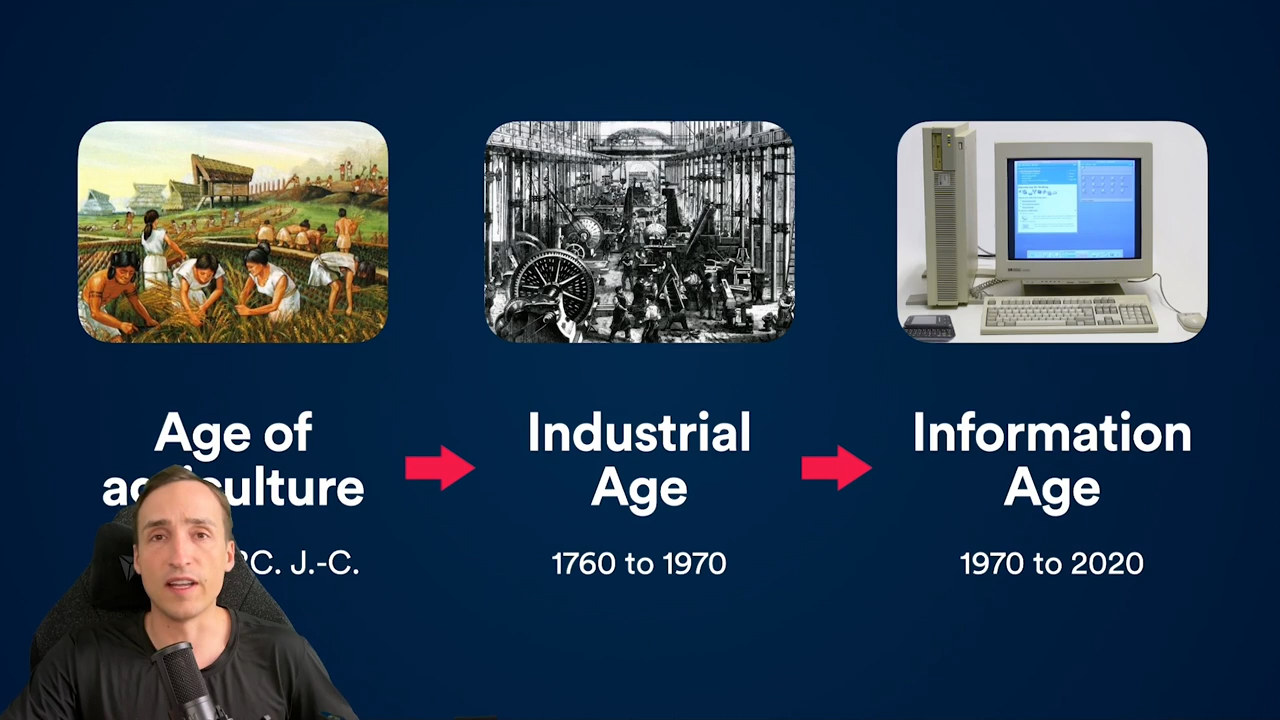 Age of
Industrial
Age
Information
Age
J.-C.
1760 to 1970
1970 to 2020